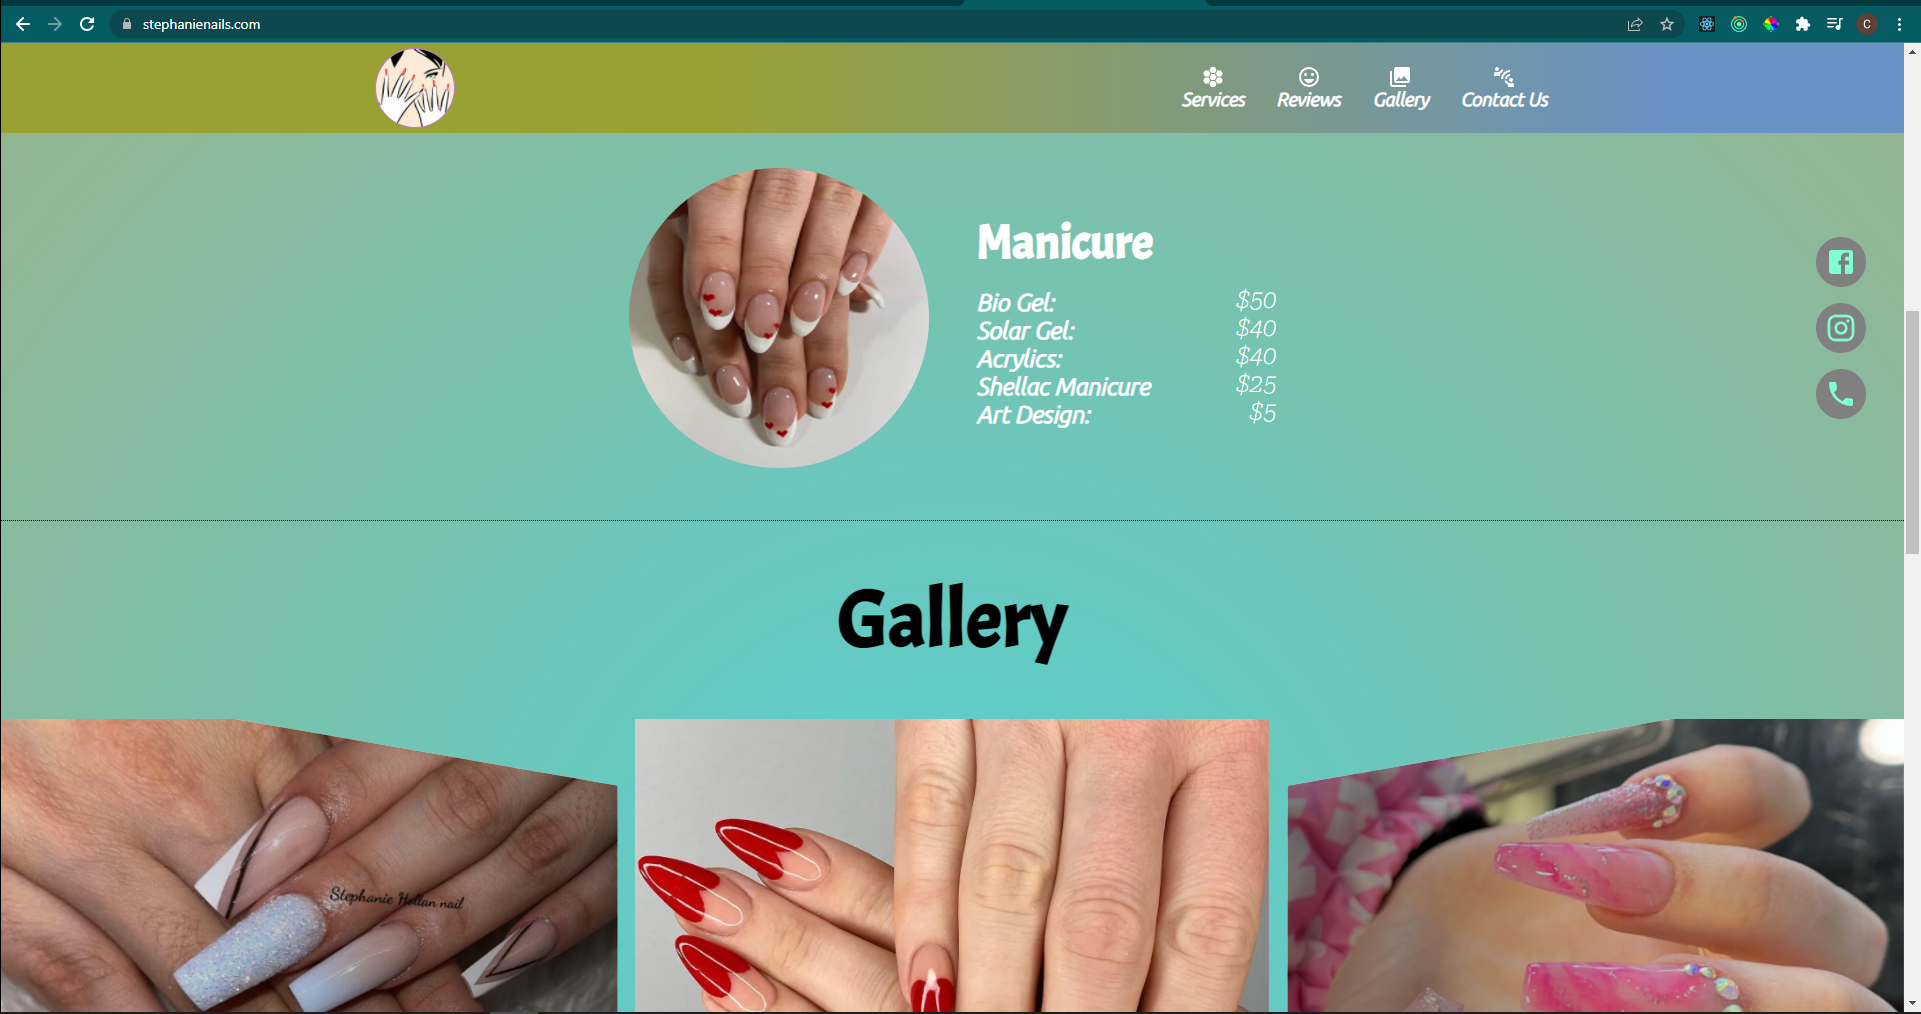 stephanienails.com
C
Services
Reviews
Gallery
Contact Us
Manicure
Bio Gel: $50
Solar Gel: $40
Acrylics: $40
Shellac Manicure $25
Art Design: $5
Gallery
Stephanie Hollan nail